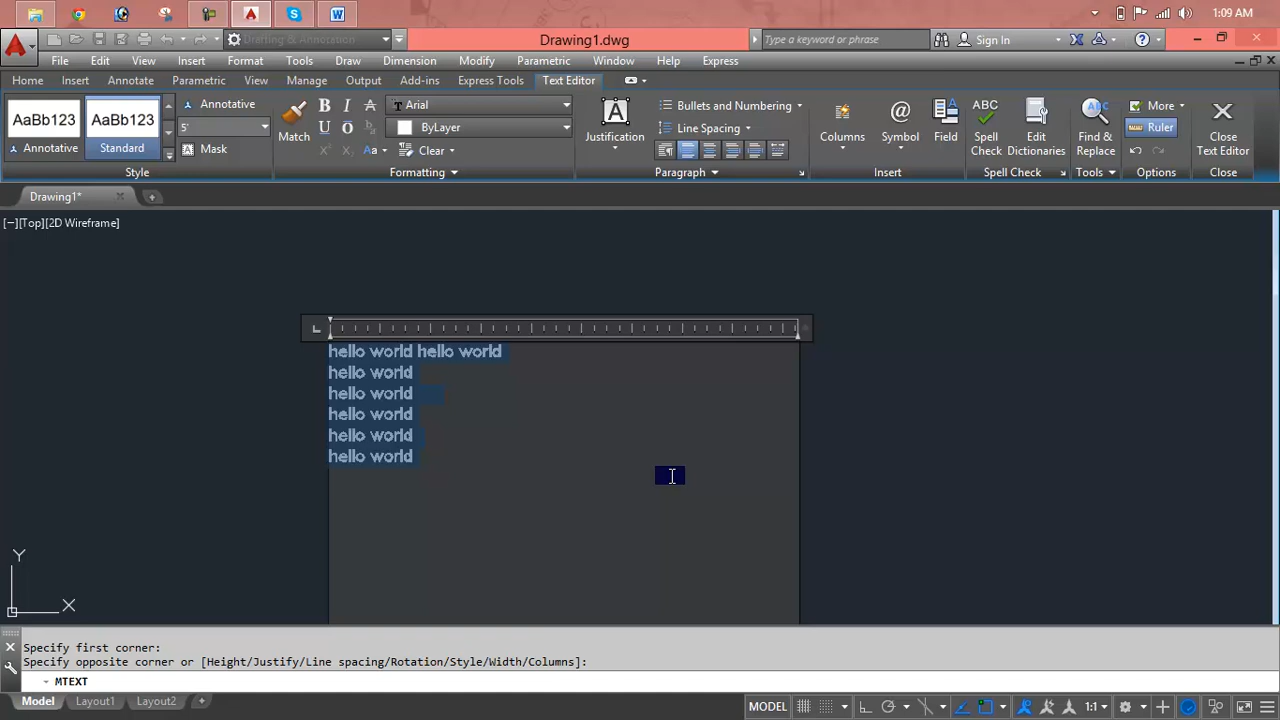 1:09 AM
Drafting & Annotation
Drawing1.dwg
Type a keyword or phrase
Sign In
File Edit View Insert Format Tools Draw Dimension Modify Parametric Window Help Express
Home Insert Annotate Parametric View Manage Output Add-ins Express Tools Text Editor
AaBb123 AaBb123 Annotative Match B I A Arial Justification Bullets and Numbering Columns Symbol Field ABC Spell Check Edit Dictionaries Find & Replace More Close Text Editor
5' U O ByLayer Line Spacing Ruler
Annotative Standard Mask Aa Clear
Style Formatting Paragraph Insert Spell Check Tools Options Close
Drawing1*
[−][Top][2D Wireframe]
hello world hello world
hello world
hello world
hello world
hello world
hello world
Y
X
Specify first corner:
Specify opposite corner or [Height/Justify/Line spacing/Rotation/Style/Width/Columns]:
MTEXT
Model Layout1 Layout2 MODEL 1:1